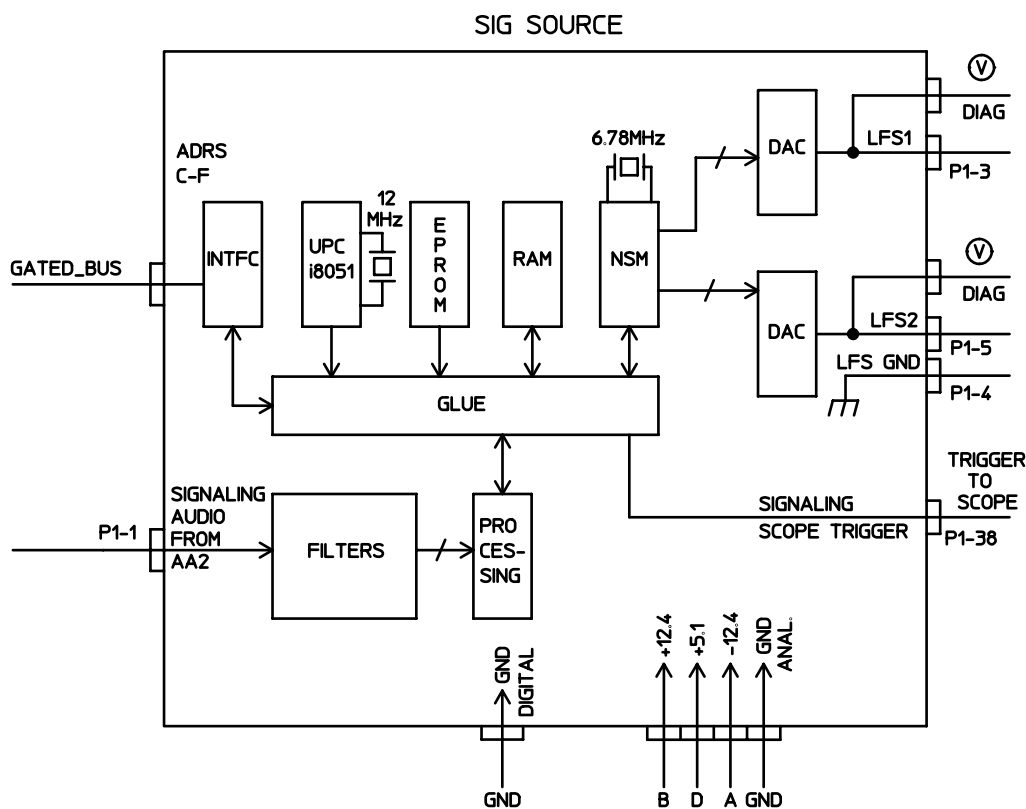 SIG SOURCE
V
DIAG
ADRS
C-F
6.78MHz
DAC
LFS1
P1-3
12
MHz
INTFC
UPC
i8051
EPROM
RAM
NSM
GATED_BUS
V
DIAG
DAC
LFS2
P1-5
LFS GND
P1-4
GLUE
TRIGGER
TO
SCOPE
SIGNALING
SCOPE TRIGGER
P1-38
P1-1
SIGNALING
AUDIO
FROM
AA2
FILTERS
PRO
CES-
SING
GND
DIGITAL
+12.4
+5.1
-12.4
GND
ANAL.
GND
B D A GND